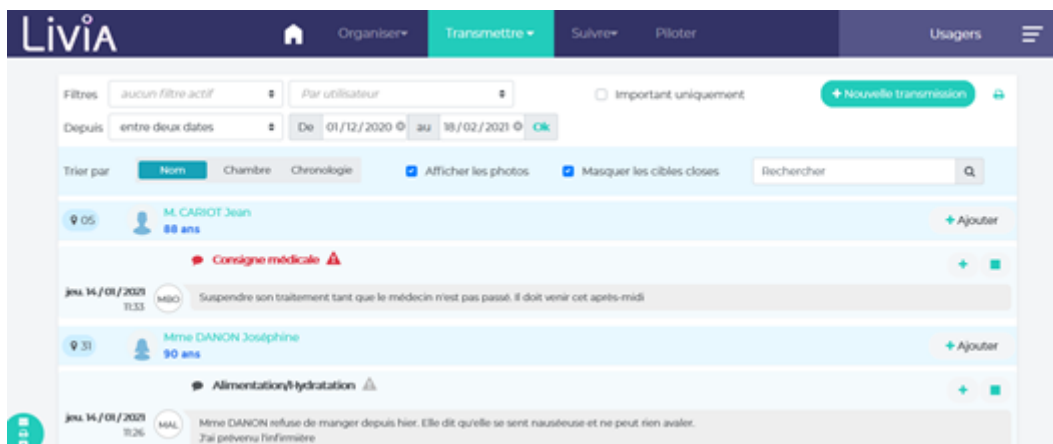 LiviA
Organiser Transmettre Suivre Piloter Usagers
Filtres aucun filtre actif Par utilisateur Important uniquement + Nouvelle transmission
Depuis entre deux dates De 01/12/2020 au 18/02/2021 Ok
Trier par Nom Chambre Chronologie Afficher les photos Masquer les cibles closes Rechercher
05 M. CARIOT Jean + Ajouter
88 ans
Consigne médicale
jeu. 14/01/2021 MBO Suspendre son traitement tant que le médecin n'est pas passé. Il doit venir cet après-midi
11:33
31 Mme DANON Joséphine + Ajouter
90 ans
Alimentation/Hydratation
jeu. 14/01/2021 MAL Mme DANON refuse de manger depuis hier. Elle dit qu'elle se sent nauséeuse et ne peut rien avaler.
11:26 J'ai prévenu l'infirmière